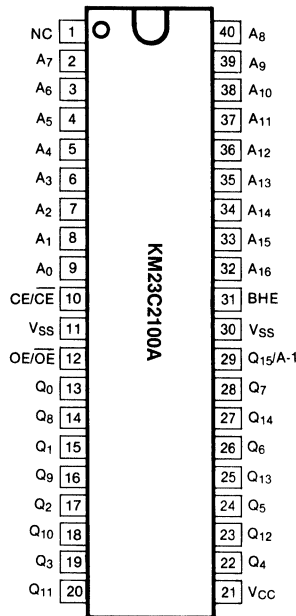 NC 1 40 A8
A7 2 39 A9
A6 3 38 A10
A5 4 37 A11
A4 5 36 A12
A3 6 35 A13
A2 7 34 A14
A1 8 33 A15
A0 9 32 A16
CE/C̅E̅ 10 31 BHE
VSS 11 30 VSS
OE/O̅E̅ 12 29 Q15/A-1
Q0 13 28 Q7
Q8 14 27 Q14
Q1 15 26 Q6
Q9 16 25 Q13
Q2 17 24 Q5
Q10 18 23 Q12
Q3 19 22 Q4
Q11 20 21 VCC
KM23C2100A